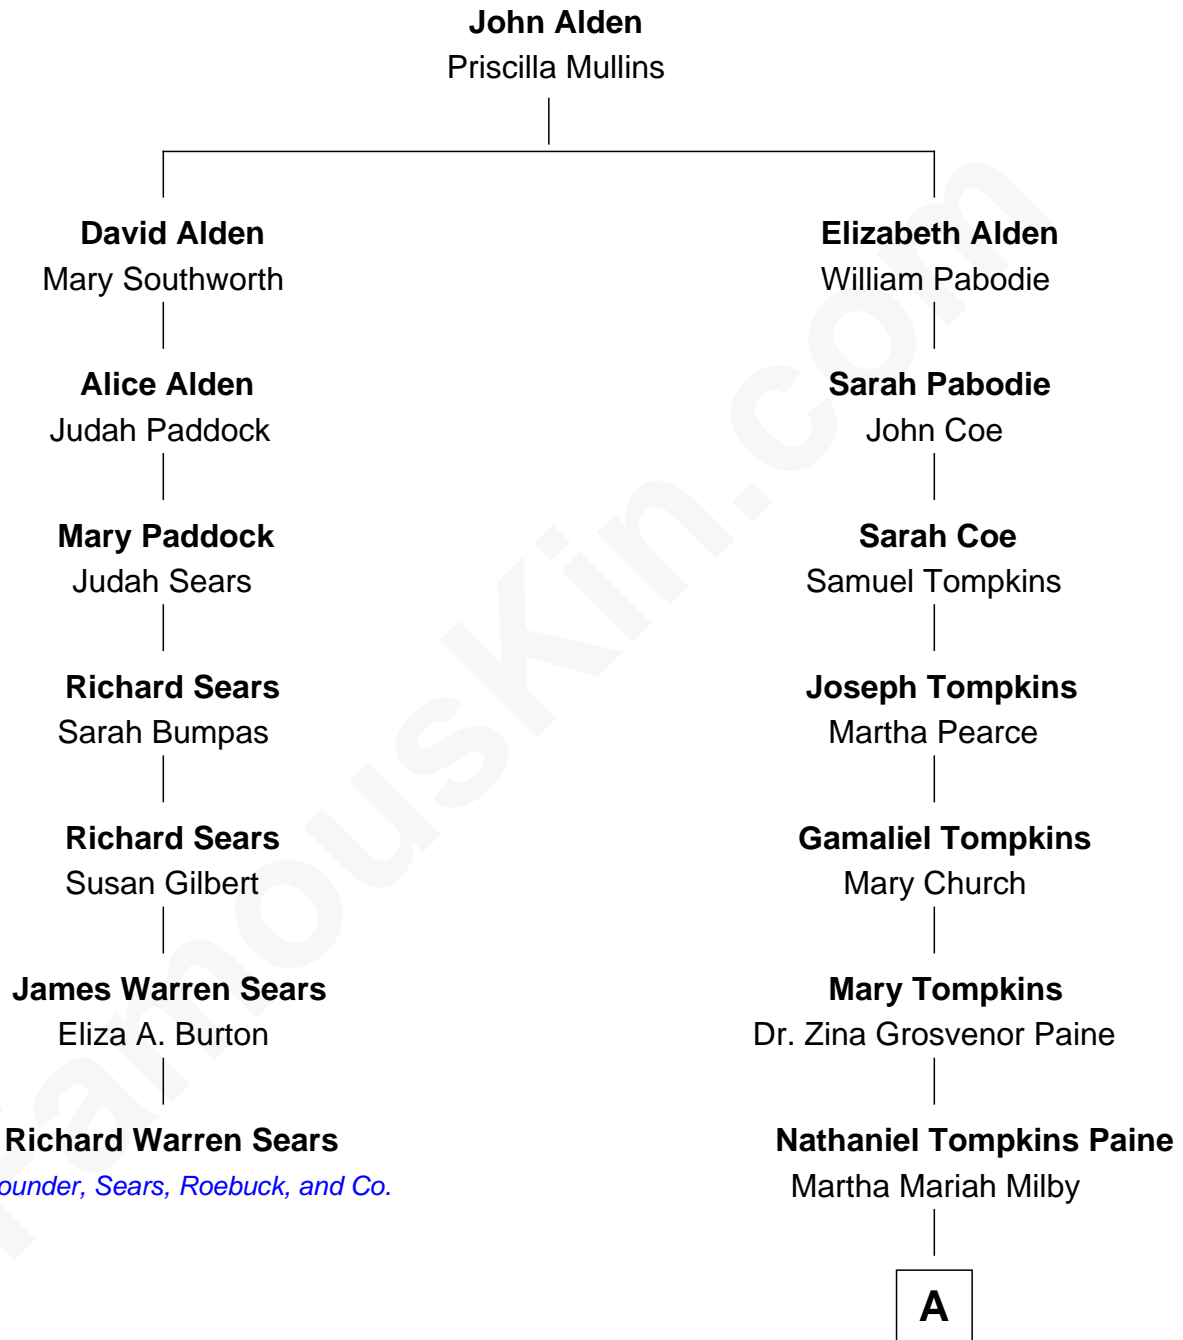 John Alden
Priscilla Mullins
David Alden
Mary Southworth
Elizabeth Alden
William Pabodie
Alice Alden
Judah Paddock
Sarah Pabodie
John Coe
Mary Paddock
Judah Sears
Sarah Coe
Samuel Tompkins
Richard Sears
Sarah Bumpas
Joseph Tompkins
Martha Pearce
Richard Sears
Susan Gilbert
Gamaliel Tompkins
Mary Church
James Warren Sears
Eliza A. Burton
Mary Tompkins
Dr. Zina Grosvenor Paine
Richard Warren Sears
ounder, Sears, Roebuck, and Co.
Nathaniel Tompkins Paine
Martha Mariah Milby
A
FamousKin.com